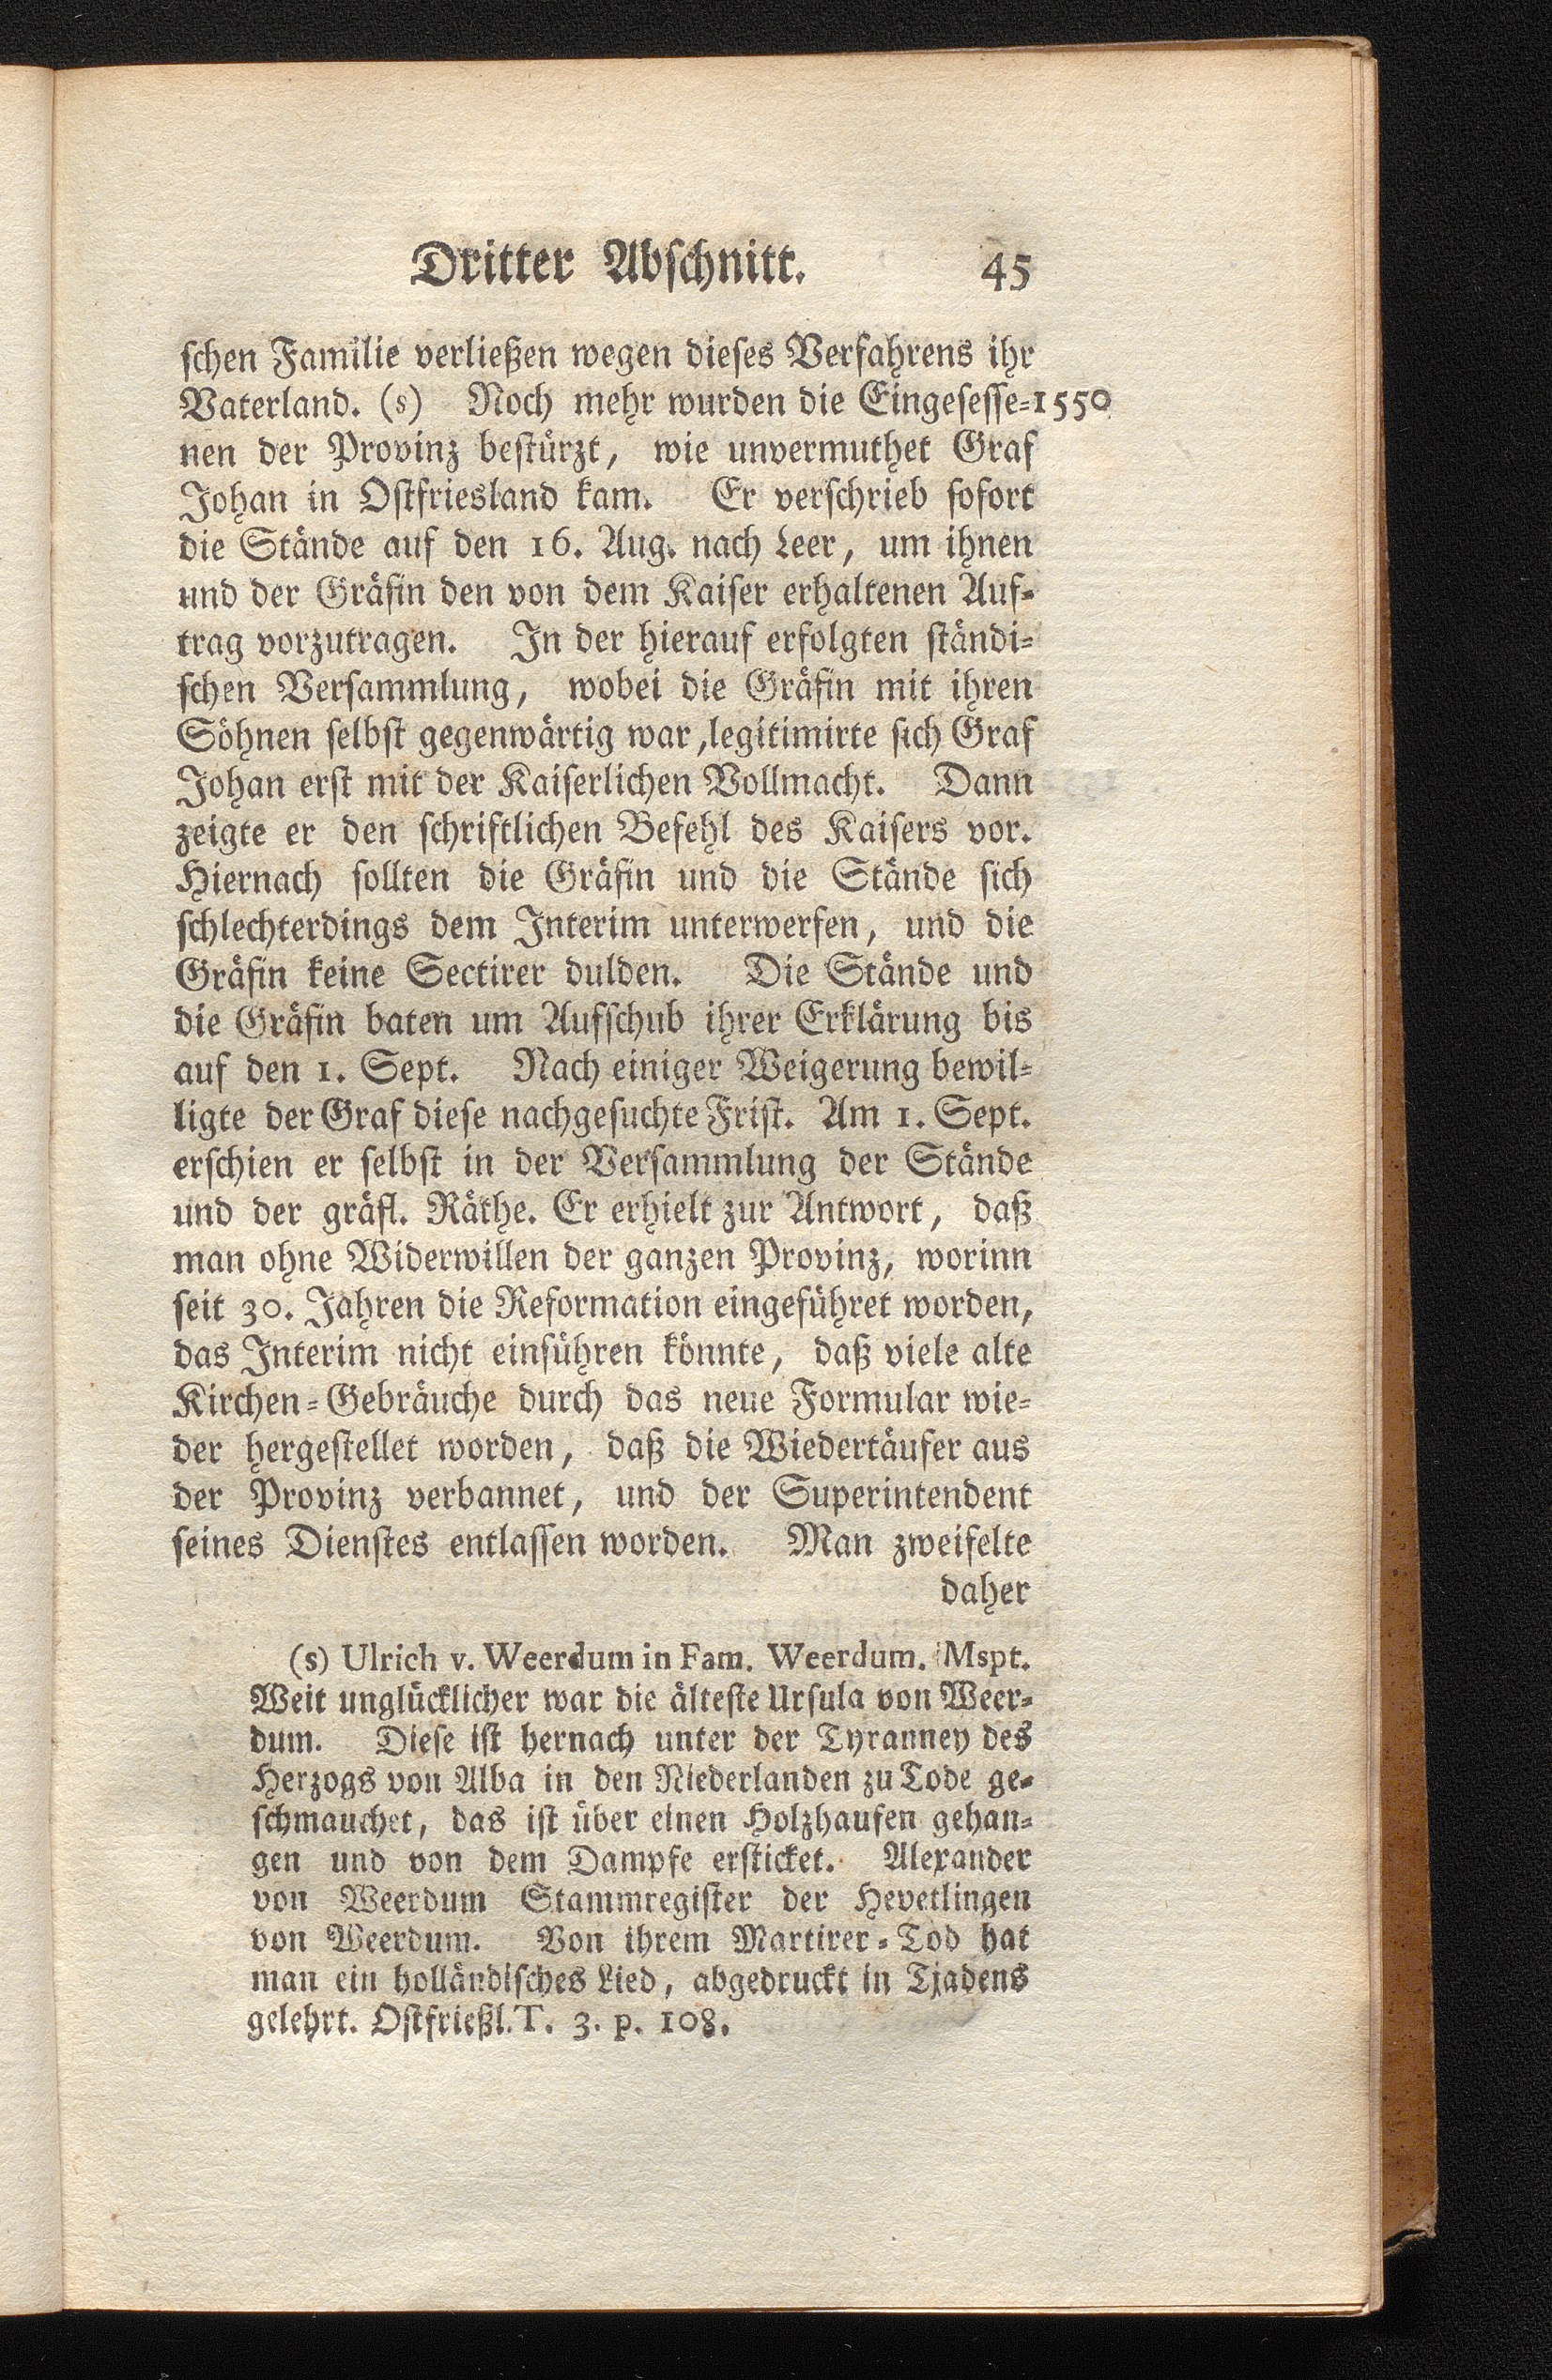 Dritter Abschnitt. 45
schen Familie verließen wegen dieses Verfahrens ihr
Vaterland. (s) Noch mehr wurden die Eingesesse=1550
nen der Provinz bestürzt, wie unvermuthet Graf
Johan in Ostfriesland kam. Er verschrieb sofort
die Stände auf den 16. Aug. nach Leer, um ihnen
und der Gräfin den von dem Kaiser erhaltenen Auf=
trag vorzutragen. In der hierauf erfolgten ständi=
schen Versammlung, wobei die Gräfin mit ihren
Söhnen selbst gegenwärtig war, legitimirte sich Graf
Johan erst mit der Kaiserlichen Vollmacht. Dann
zeigte er den schriftlichen Befehl des Kaisers vor.
Hiernach sollten die Gräfin und die Stände sich
schlechterdings dem Interim unterwerfen, und die
Gräfin keine Sectirer dulden. Die Stände und
die Gräfin baten um Aufschub ihrer Erklärung bis
auf den 1. Sept. Nach einiger Weigerung bewil=
ligte der Graf diese nachgesuchte Frist. Am 1. Sept.
erschien er selbst in der Versammlung der Stände
und der gräfl. Räthe. Er erhielt zur Antwort, daß
man ohne Widerwillen der ganzen Provinz, worinn
seit 30. Jahren die Reformation eingeführet worden,
das Interim nicht einführen könnte, daß viele alte
Kirchen=Gebräuche durch das neue Formular wie=
der hergestellet worden, daß die Wiedertäufer aus
der Provinz verbannet, und der Superintendent
seines Dienstes entlassen worden. Man zweifelte
daher
(s) Ulrich v. Weerdum in Fam. Weerdum. Mspt.
Weit unglücklicher war die älteste Ursula von Weer=
dum. Diese ist hernach unter der Tyranney des
Herzogs von Alba in den Niederlanden zu Tode ge=
schmauchet, das ist über einen Holzhaufen gehan=
gen und von dem Dampfe ersticket. Alexander
von Weerdum Stammregister der Hevetlingen
von Weerdum. Von ihrem Martirer=Tod hat
man ein holländisches Lied, abgedruckt in Tjadens
gelehrt. Ostfrießl. T. 3. p. 108.